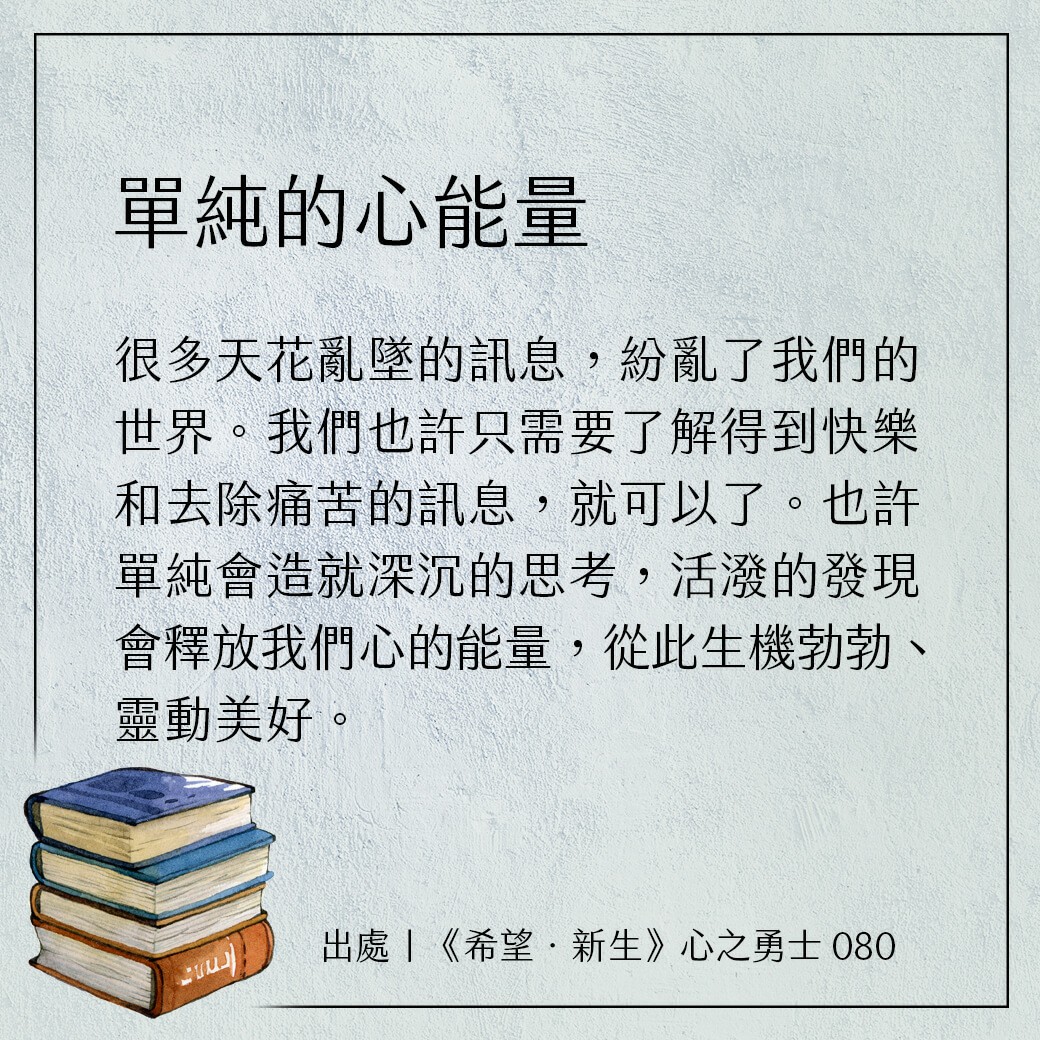 單純的心能量
很多天花亂墜的訊息，紛亂了我們的
世界。我們也許只需要了解得到快樂
和去除痛苦的訊息，就可以了。也許
單純會造就深沉的思考，活潑的發現
會釋放我們心的能量，從此生機勃勃、
靈動美好。
出處｜《希望．新生》心之勇士 080